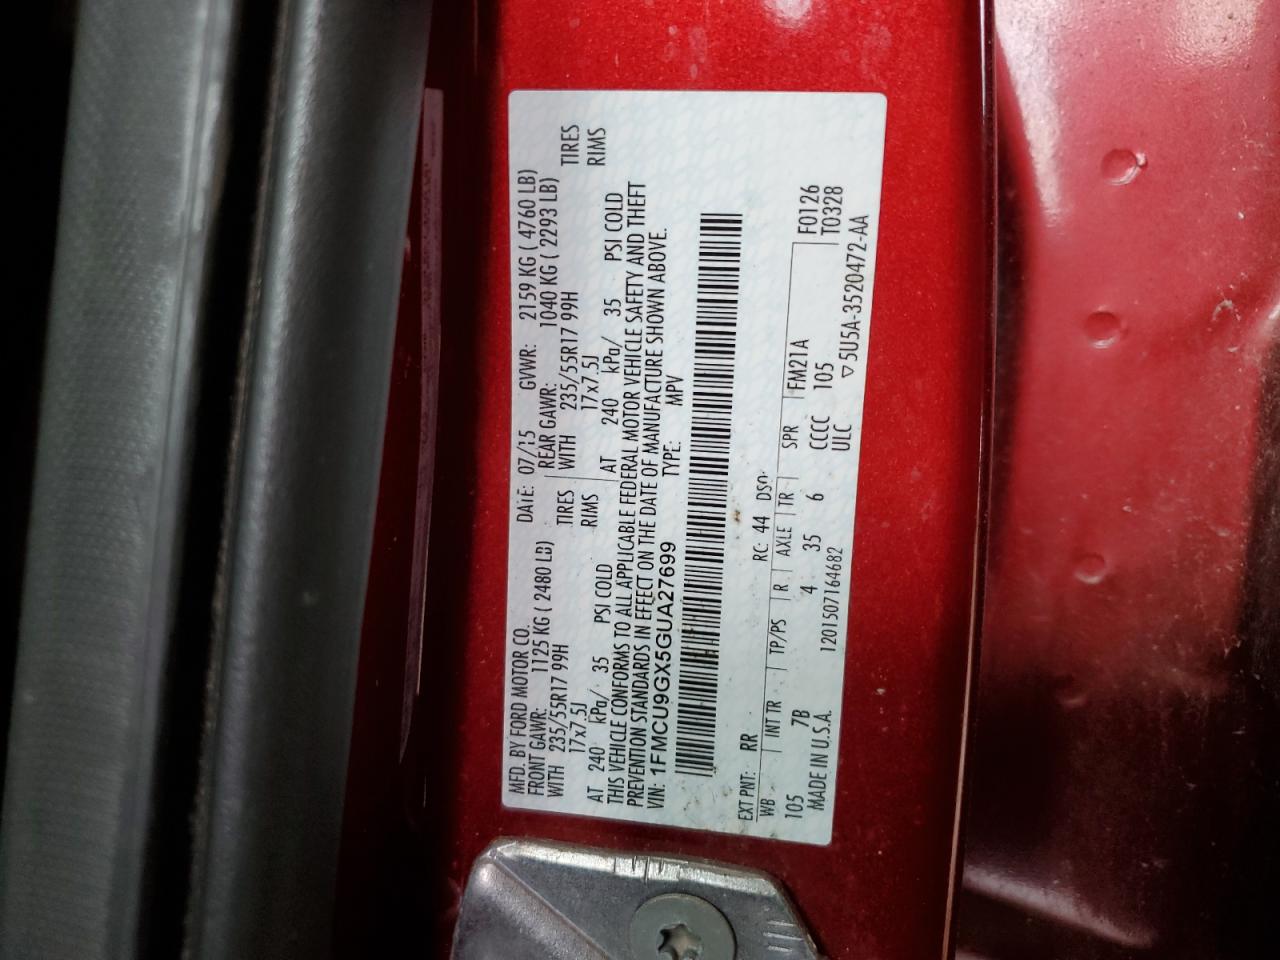 MFD. BY FORD MOTOR CO.
DATE: 07/15 GVWR: 2159 KG ( 4760 LB)
FRONT GAWR: 1125 KG ( 2480 LB) REAR GAWR: 1040 KG ( 2293 LB)
WITH 235/55R17 99H TIRES WITH 235/55R17 99H TIRES
17x7.5J RIMS 17x7.5J RIMS
AT 240 kPa/ 35 PSI COLD AT 240 kPa/ 35 PSI COLD
THIS VEHICLE CONFORMS TO ALL APPLICABLE FEDERAL MOTOR VEHICLE SAFETY AND THEFT
PREVENTION STANDARDS IN EFFECT ON THE DATE OF MANUFACTURE SHOWN ABOVE.
VIN: 1FMCU9GX5GUA27699 TYPE: MPV
EXT PNT: RR RC: 44 DSO:
WB INT TR TP/PS R AXLE TR SPR FM21A F0126
105 7B 4 35 6 CCCC 105 T0328
MADE IN U.S.A. 1201507164682 ULC ▽5U5A-3520472-AA